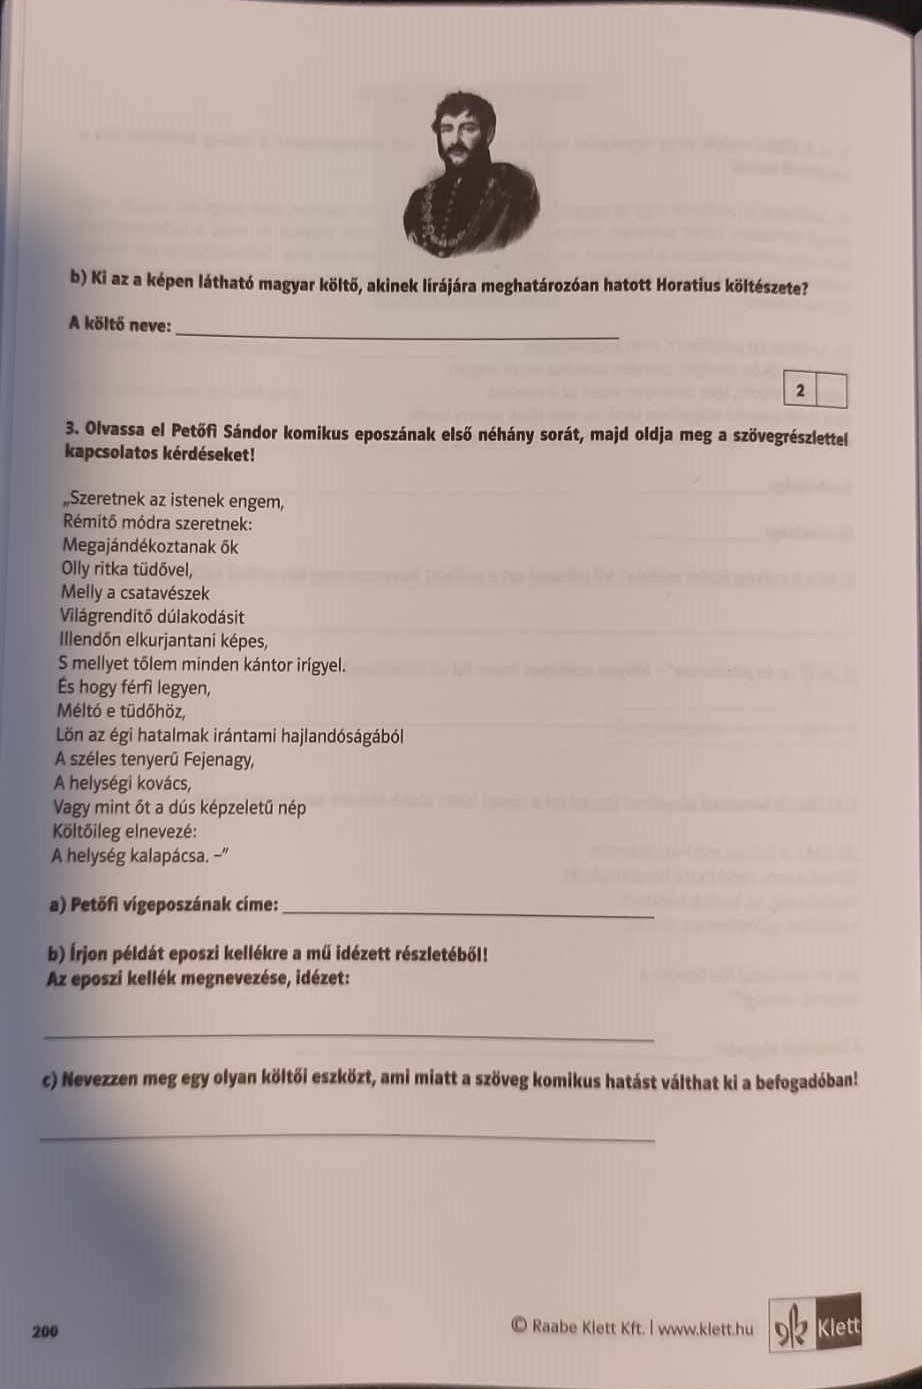 b) Ki az a képen látható magyar költő, akinek lírájára meghatározóan hatott Horatius költészete?
A költő neve:
2
3. Olvassa el Petőfi Sándor komikus eposzának első néhány sorát, majd oldja meg a szövegrészlettel
kapcsolatos kérdéseket!
„Szeretnek az istenek engem,
Rémítő módra szeretnek:
Megajándékoztanak ők
Olly ritka tüdővel,
Melly a csatavészek
Világrendítő dúlakodásit
Illendőn elkurjantani képes,
S mellyet tőlem minden kántor irígyel.
És hogy férfi legyen,
Méltó e tüdőhöz,
Lőn az égi hatalmak irántami hajlandóságából
A széles tenyerű Fejenagy,
A helységi kovács,
Vagy mint őt a dús képzeletű nép
Költőileg elnevezé:
A helység kalapácsa. –”
a) Petőfi vígeposzának címe:
b) Írjon példát eposzi kellékre a mű idézett részletéből!
Az eposzi kellék megnevezése, idézet:
c) Nevezzen meg egy olyan költői eszközt, ami miatt a szöveg komikus hatást válthat ki a befogadóban!
200
© Raabe Klett Kft. | www.klett.hu
Klett